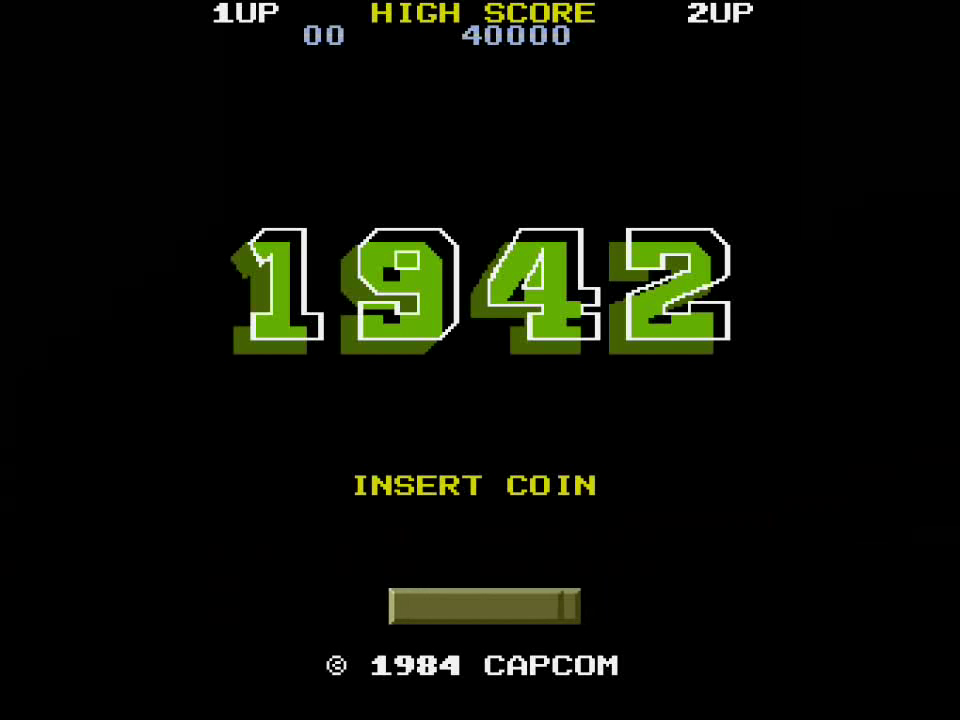 1UP HIGH SCORE 2UP
00 40000
1942
INSERT COIN
© 1984 CAPCOM